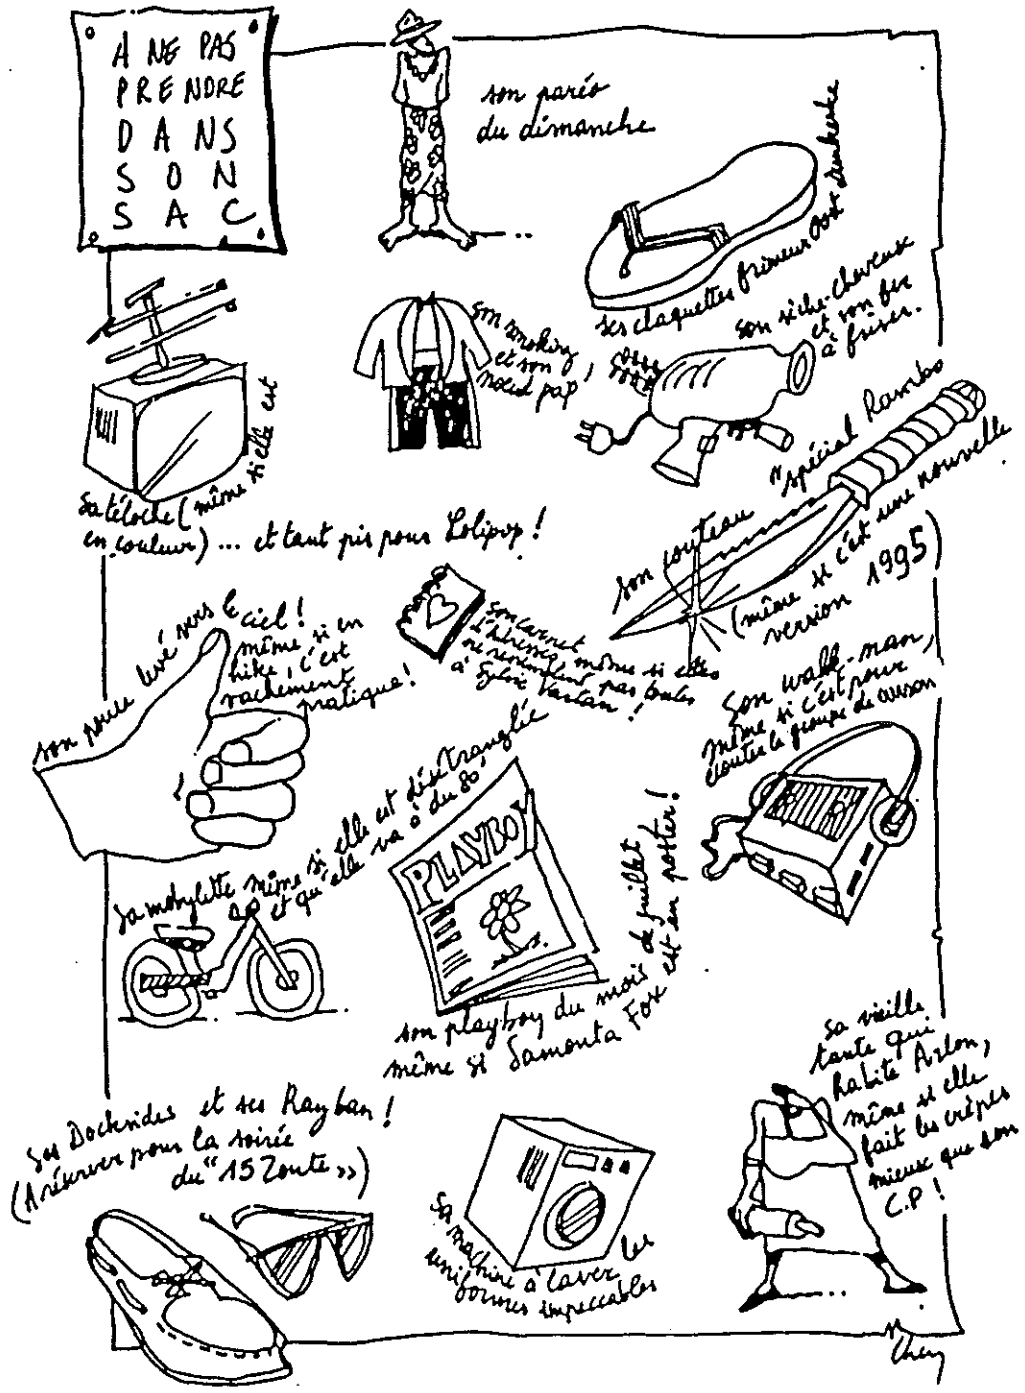 A NE PAS
PRENDRE
DANS
SON
SAC
son paréo
du dimanche
ses claquettes frimeur Oost dunkerke
son smoking
et son
noeud pap'
son sèche-cheveux
et son fer
à friser.
Sa téloche (même si elle est
en couleur) ... et tant pis pour Lolipop !
son couteau "spécial Rambo
(même si c'est une nouvelle
version 1995)
son pouce levé vers le ciel !
même si en
hike, c'est
vachement
pratique !
son carnet
d'adresses, même si elles
ne ressemblent pas toutes
à Sylvie Vartan !
son walk-man,
même si c'est pour
écouter le groupe de
Sa mobylette même si elle est désétranglée
et qu'elle va à du 80,
PLAYBOY
son playboy du mois de juillet
même si Samanta Fox est en poster !
Ses Docksides et ses Rayban !
(A réserver pour la soirée
du "15 Zoute")
Sa machine à laver les
uniformes impeccables
Sa vieille
tante qui
habite Arlon,
même si elle
fait les crêpes
mieux que son
C.P !